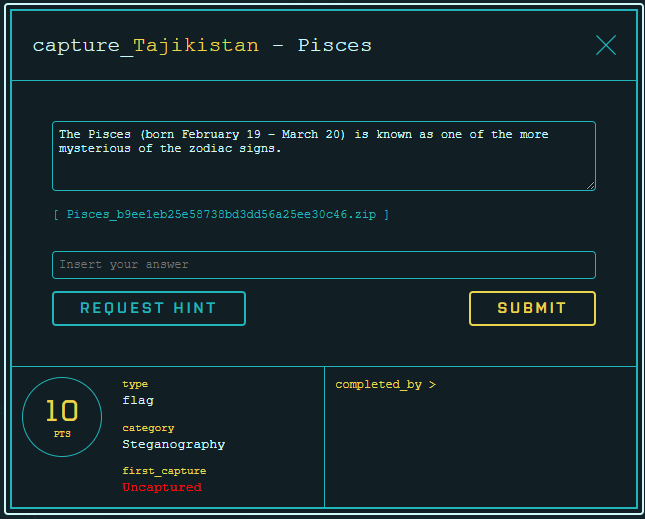 capture_Tajikistan - Pisces
The Pisces (born February 19 - March 20) is known as one of the more
mysterious of the zodiac signs.
[ Pisces_b9ee1eb25e58738bd3dd56a25ee30c46.zip ]
Insert your answer
REQUEST HINT
SUBMIT
10
PTS
type
flag
category
Steganography
first_capture
Uncaptured
completed_by >